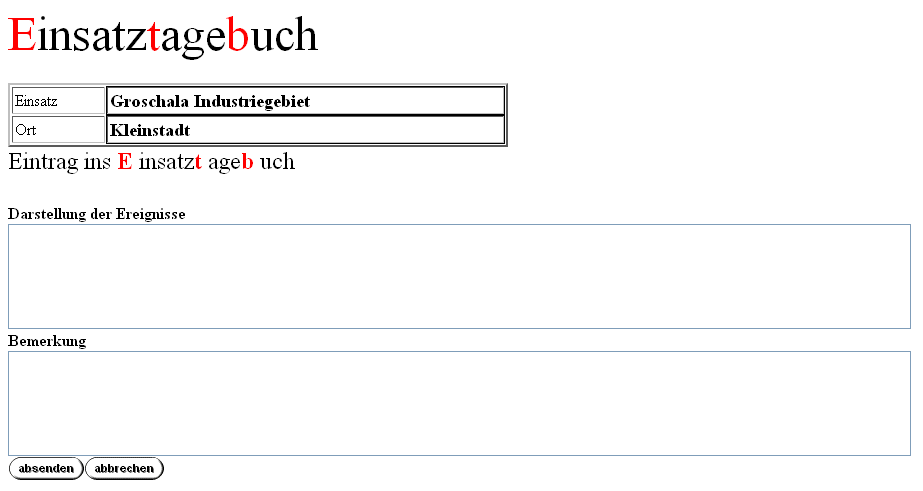 Einsatztagebuch
Einsatz Groschala Industriegebiet
Ort Kleinstadt
Eintrag ins E insatzt ageb uch
Darstellung der Ereignisse
Bemerkung
absenden abbrechen